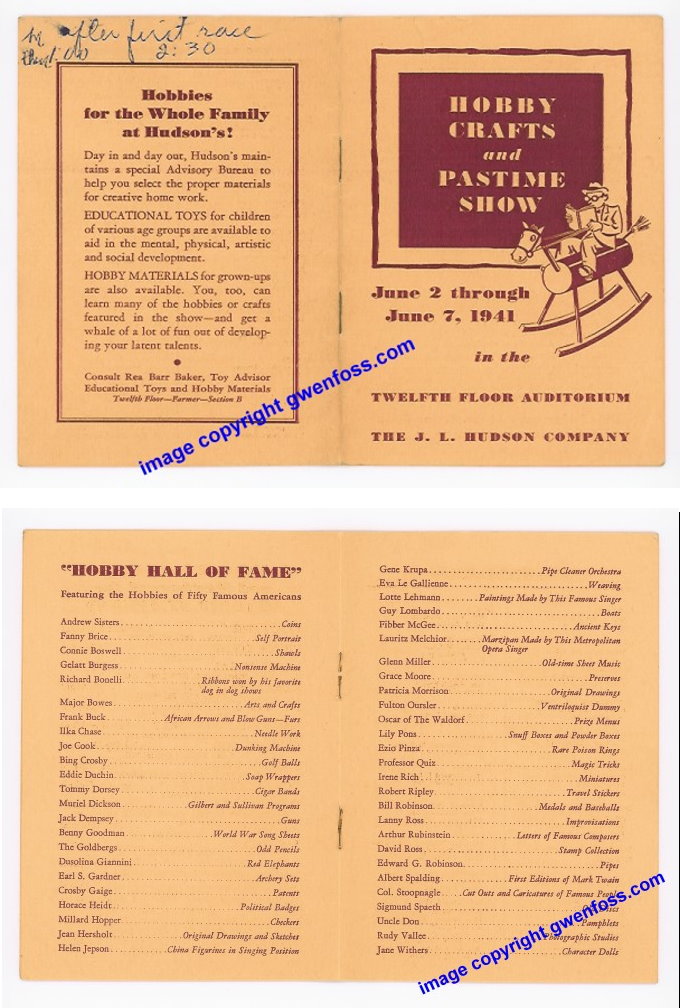 after first race
2:30
Hobbies
for the Whole Family
at Hudson's!
Day in and day out, Hudson's main-
tains a special Advisory Bureau to
help you select the proper materials
for creative home work.
EDUCATIONAL TOYS for children
of various age groups are available to
aid in the mental, physical, artistic
and social development.
HOBBY MATERIALS for grown-ups
are also available. You, too, can
learn many of the hobbies or crafts
featured in the show—and get a
whale of a lot of fun out of develop-
ing your latent talents.
Consult Rea Barr Baker, Toy Advisor
Educational Toys and Hobby Materials
Twelfth Floor—Farmer—Section B
HOBBY
CRAFTS
and
PASTIME
SHOW
June 2 through
June 7, 1941
in the
TWELFTH FLOOR AUDITORIUM
THE J. L. HUDSON COMPANY
image copyright gwenfoss.com
"HOBBY HALL OF FAME"
Featuring the Hobbies of Fifty Famous Americans
Andrew Sisters Coins
Fanny Brice Self Portrait
Connie Boswell Shawls
Gelatt Burgess Nonsense Machine
Richard Bonelli Ribbons won by his favorite
dog in dog shows
Major Bowes Arts and Crafts
Frank Buck African Arrows and Blow Guns—Furs
Ilka Chase Needle Work
Joe Cook Dunking Machine
Bing Crosby Golf Balls
Eddie Duchin Soap Wrappers
Tommy Dorsey Cigar Bands
Muriel Dickson Gilbert and Sullivan Programs
Jack Dempsey Guns
Benny Goodman World War Song Sheets
The Goldbergs Odd Pencils
Dusolina Giannini Red Elephants
Earl S. Gardner Archery Sets
Crosby Gaige Patents
Horace Heidt Political Badges
Millard Hopper Checkers
Jean Hersholt Original Drawings and Sketches
Helen Jepson China Figurines in Singing Position
Gene Krupa Pipe Cleaner Orchestra
Eva Le Gallienne Weaving
Lotte Lehmann Paintings Made by This Famous Singer
Guy Lombardo Boats
Fibber McGee Ancient Keys
Lauritz Melchior Marzipan Made by This Metropolitan
Opera Singer
Glenn Miller Old-time Sheet Music
Grace Moore Preserves
Patricia Morrison Original Drawings
Fulton Oursler Ventriloquist Dummy
Oscar of The Waldorf Prize Menus
Lily Pons Snuff Boxes and Powder Boxes
Ezio Pinza Rare Poison Rings
Professor Quiz Magic Tricks
Irene Rich Miniatures
Robert Ripley Travel Stickers
Bill Robinson Medals and Baseballs
Lanny Ross Improvisations
Arthur Rubinstein Letters of Famous Composers
David Ross Stamp Collection
Edward G. Robinson Pipes
Albert Spalding First Editions of Mark Twain
Col. Stoopnagle Cut Outs and Caricatures of Famous People
Sigmund Spaeth
Uncle Don Pamphlets
Rudy Vallee Photographic Studies
Jane Withers Character Dolls
image copyright gwenfoss.com